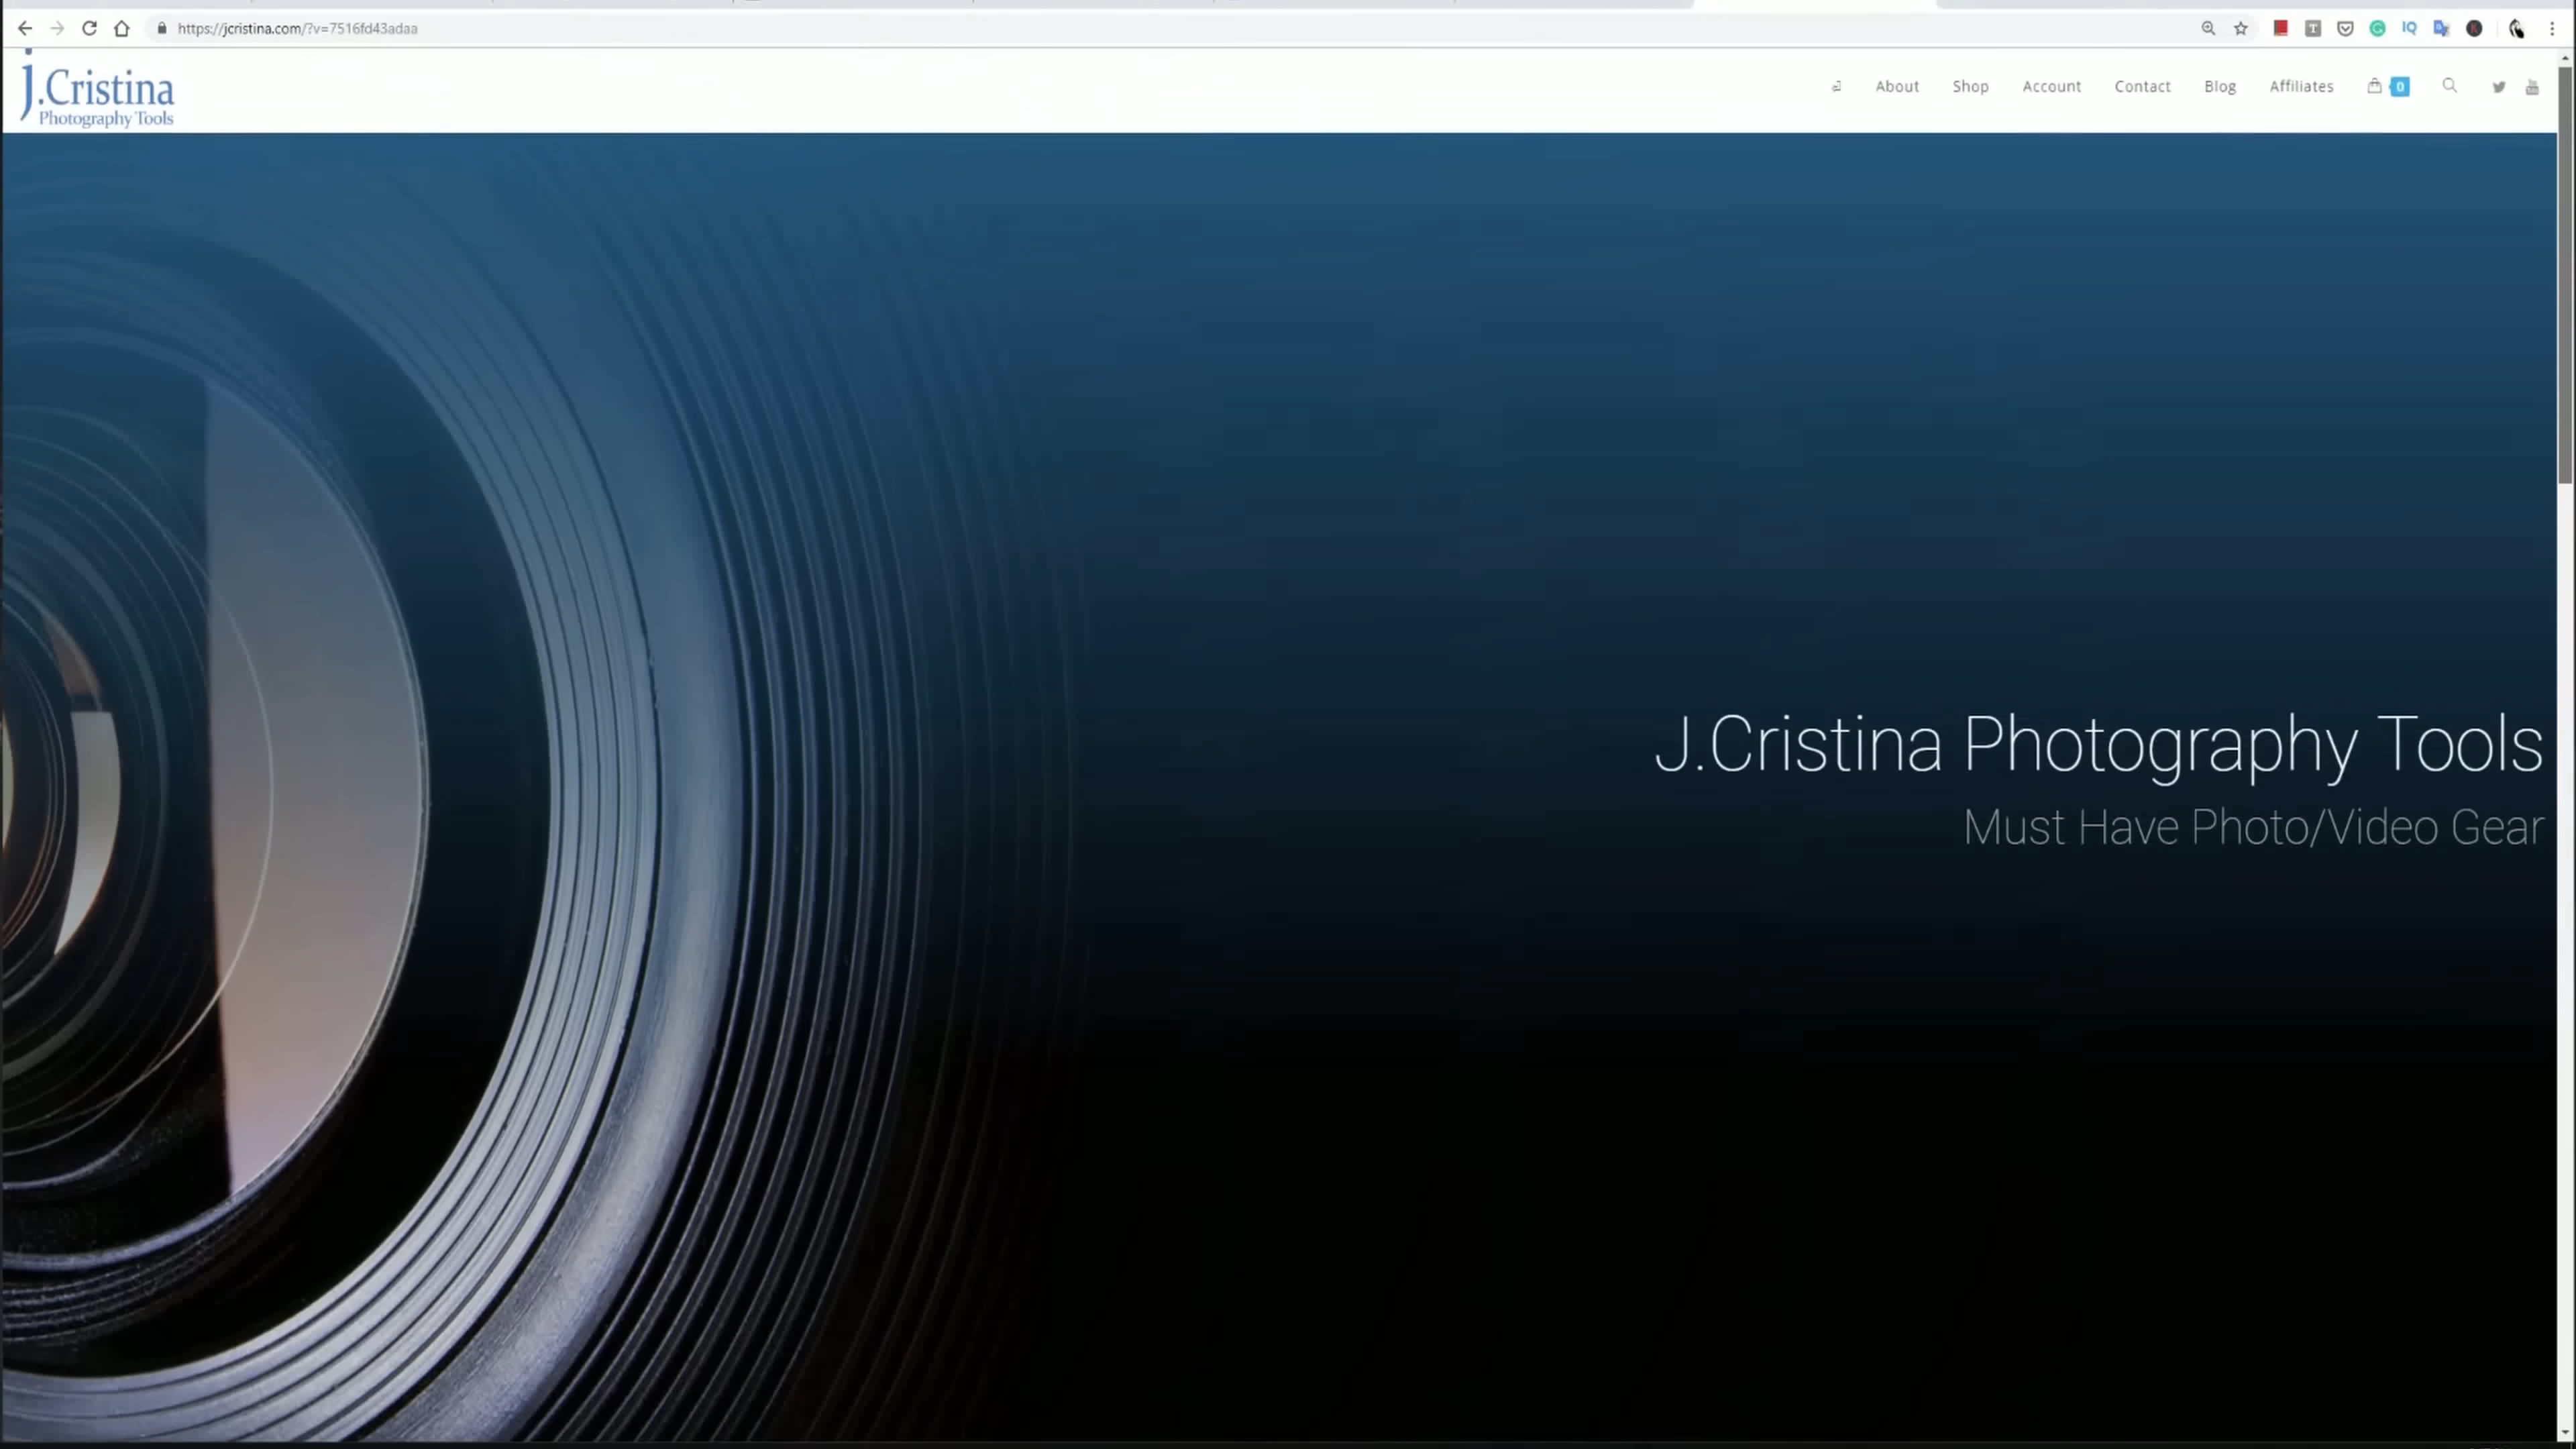 https://jcristina.com/?v=7516fd43adaa
J.Cristina
Photography Tools
About
Shop
Account
Contact
Blog
Affiliates
0
J.Cristina Photography Tools
Must Have Photo/Video Gear